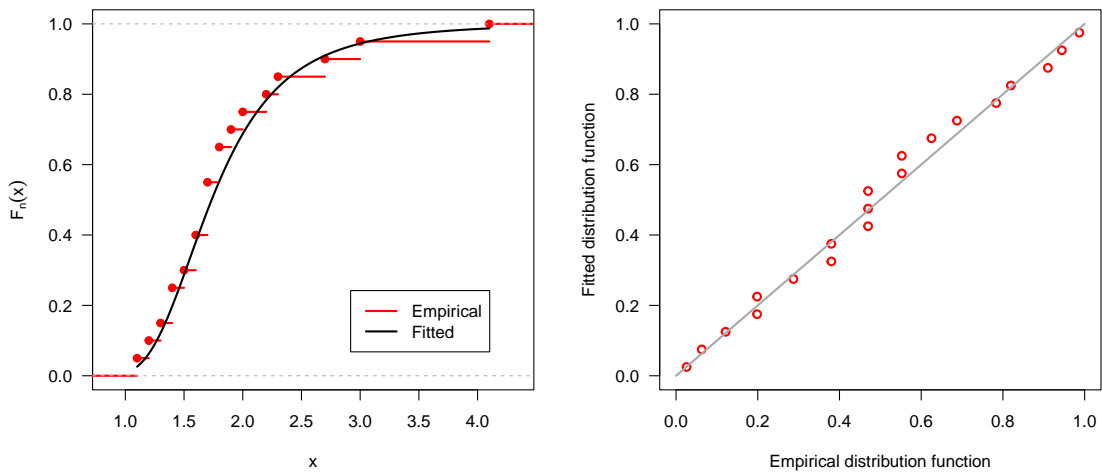 F_n(x)
1.0
0.8
0.6
0.4
0.2
0.0
Empirical
Fitted
1.0 1.5 2.0 2.5 3.0 3.5 4.0
x
Fitted distribution function
1.0
0.8
0.6
0.4
0.2
0.0
0.0 0.2 0.4 0.6 0.8 1.0
Empirical distribution function